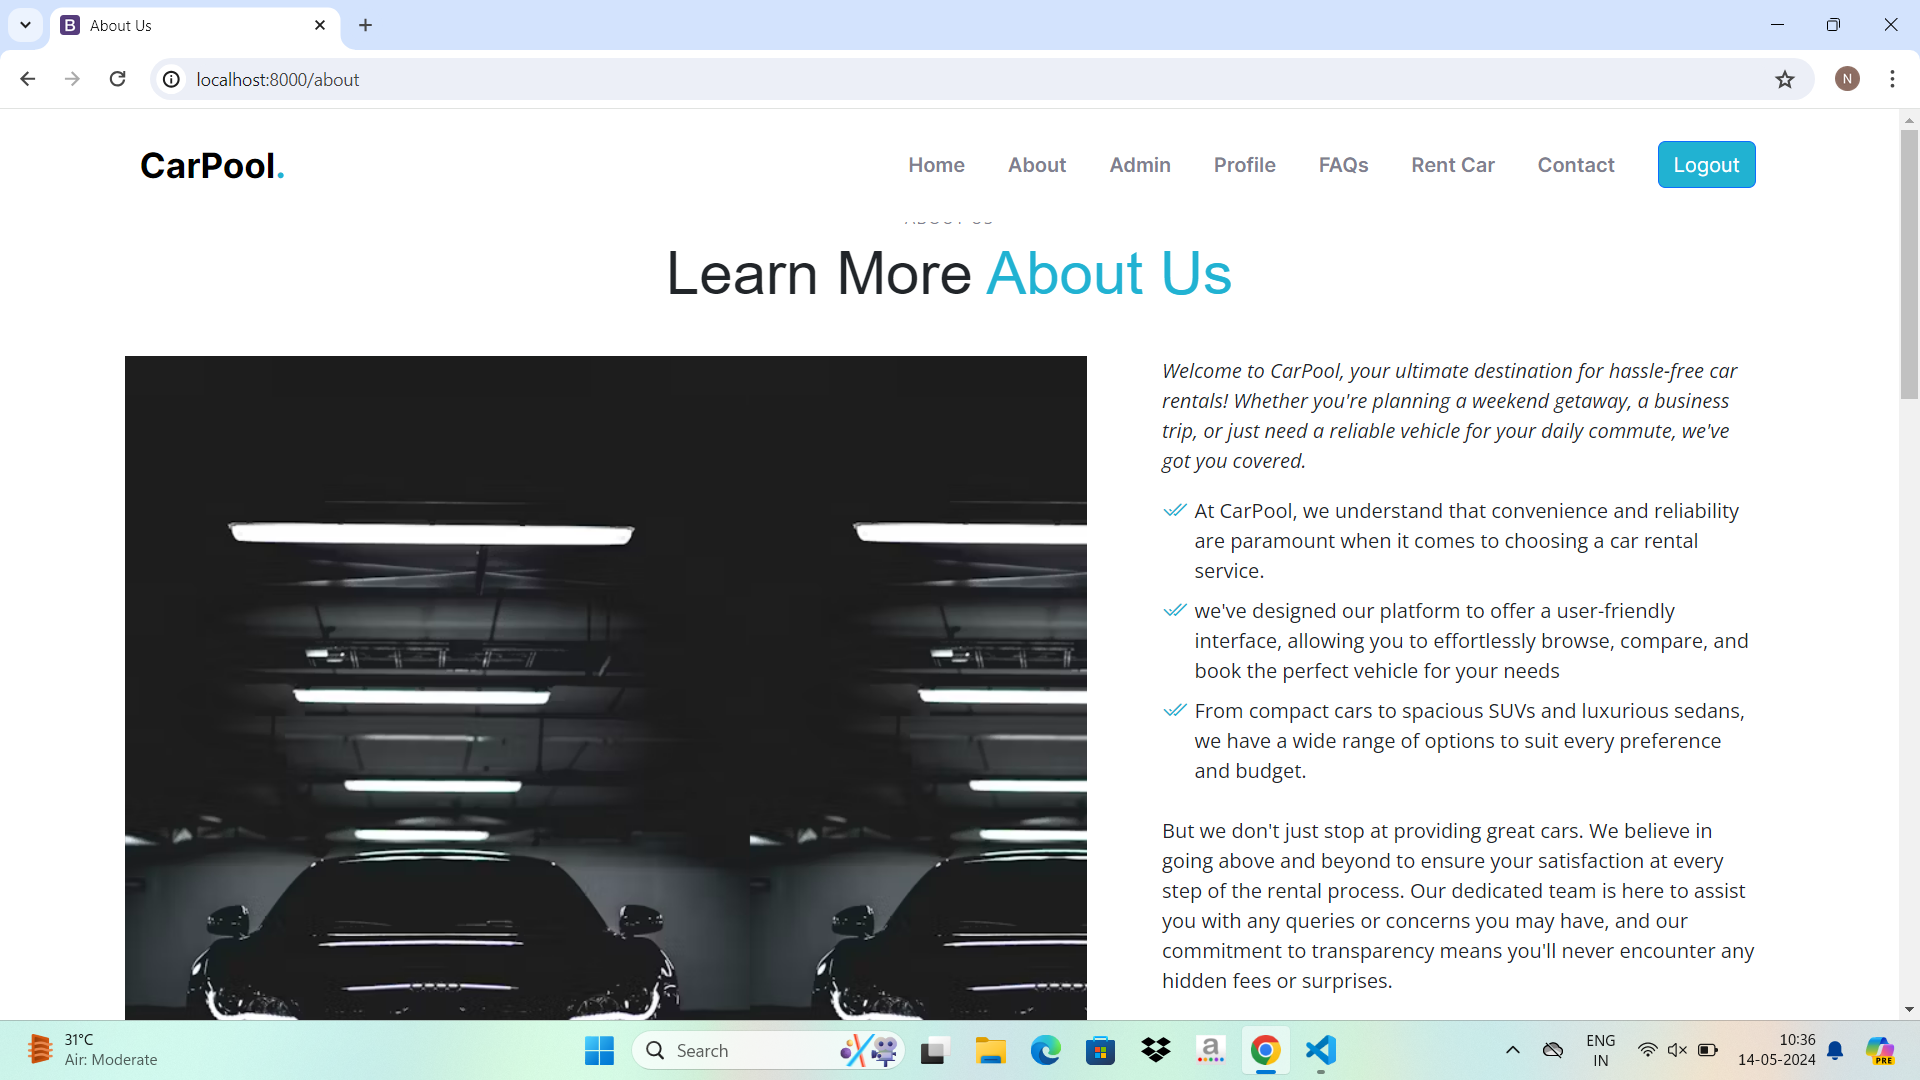 About Us
localhost:8000/about
N
CarPool.
Home About Admin Profile FAQs Rent Car Contact Logout
ABOUT US
Learn More About Us
Welcome to CarPool, your ultimate destination for hassle-free car
rentals! Whether you're planning a weekend getaway, a business
trip, or just need a reliable vehicle for your daily commute, we've
got you covered.
At CarPool, we understand that convenience and reliability
are paramount when it comes to choosing a car rental
service.
we've designed our platform to offer a user-friendly
interface, allowing you to effortlessly browse, compare, and
book the perfect vehicle for your needs
From compact cars to spacious SUVs and luxurious sedans,
we have a wide range of options to suit every preference
and budget.
But we don't just stop at providing great cars. We believe in
going above and beyond to ensure your satisfaction at every
step of the rental process. Our dedicated team is here to assist
you with any queries or concerns you may have, and our
commitment to transparency means you'll never encounter any
hidden fees or surprises.
31°C
Air: Moderate
Search
a
ENG
IN
10:36
14-05-2024
PRE